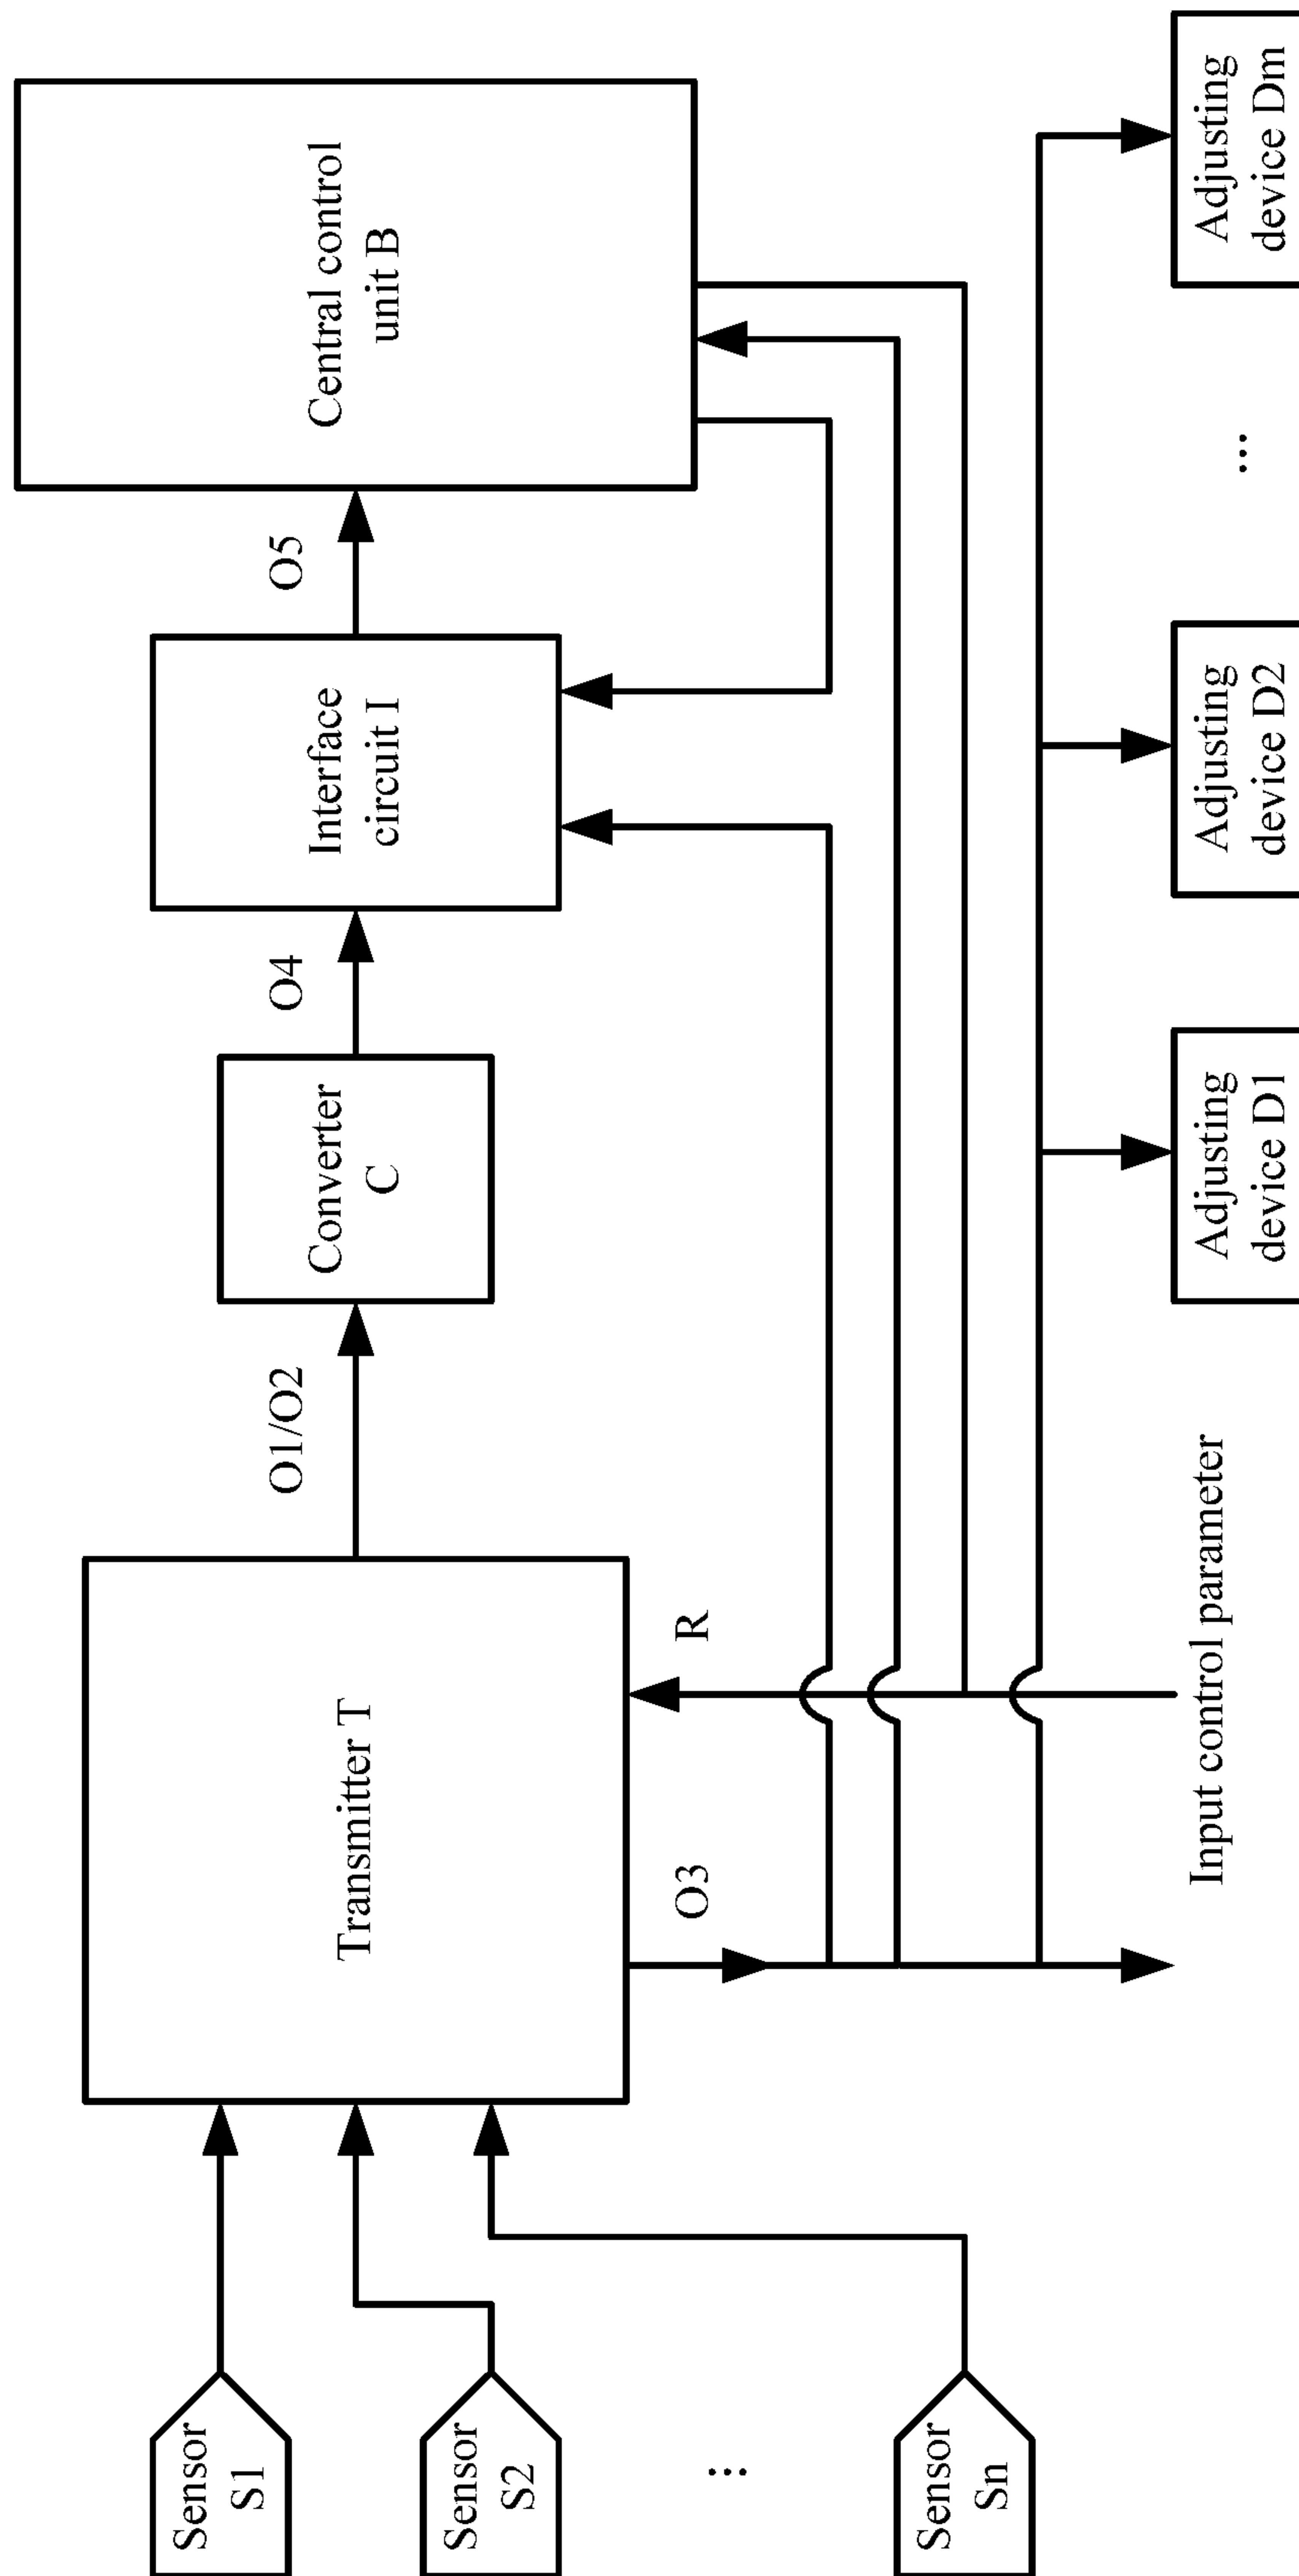 Sensor
S1
Sensor
S2
...
Sensor
Sn
Transmitter T
O3
R
Input control parameter
O1/O2
Converter
C
O4
Interface
circuit I
O5
Central control
unit B
Adjusting
device D1
Adjusting
device D2
...
Adjusting
device Dm